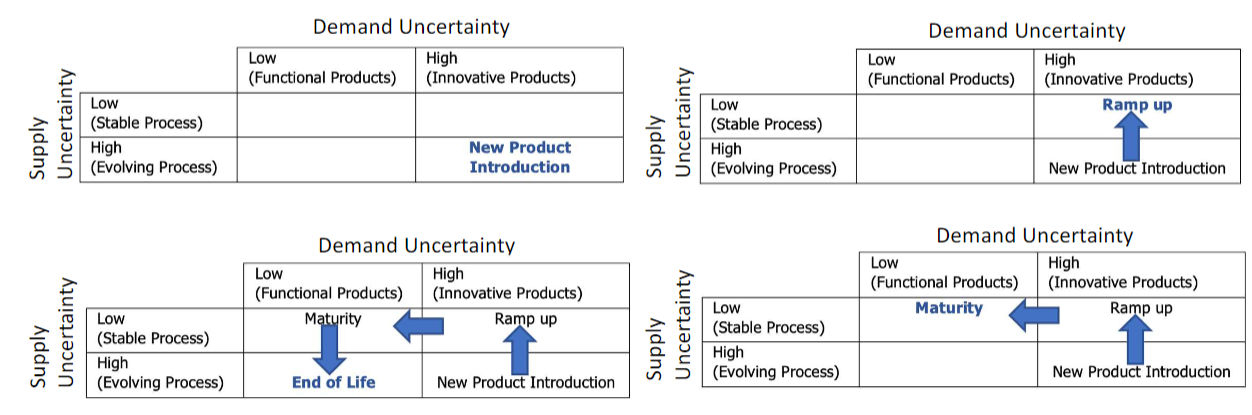 Demand Uncertainty
Supply
Uncertainty
Low
(Functional Products)
High
(Innovative Products)
Low
(Stable Process)
High
(Evolving Process)
New Product
Introduction
Demand Uncertainty
Supply
Uncertainty
Low
(Functional Products)
High
(Innovative Products)
Low
(Stable Process)
Ramp up
High
(Evolving Process)
New Product Introduction
Demand Uncertainty
Supply
Uncertainty
Low
(Functional Products)
High
(Innovative Products)
Low
(Stable Process)
Maturity
Ramp up
High
(Evolving Process)
End of Life
New Product Introduction
Demand Uncertainty
Supply
Uncertainty
Low
(Functional Products)
High
(Innovative Products)
Low
(Stable Process)
Maturity
Ramp up
High
(Evolving Process)
New Product Introduction